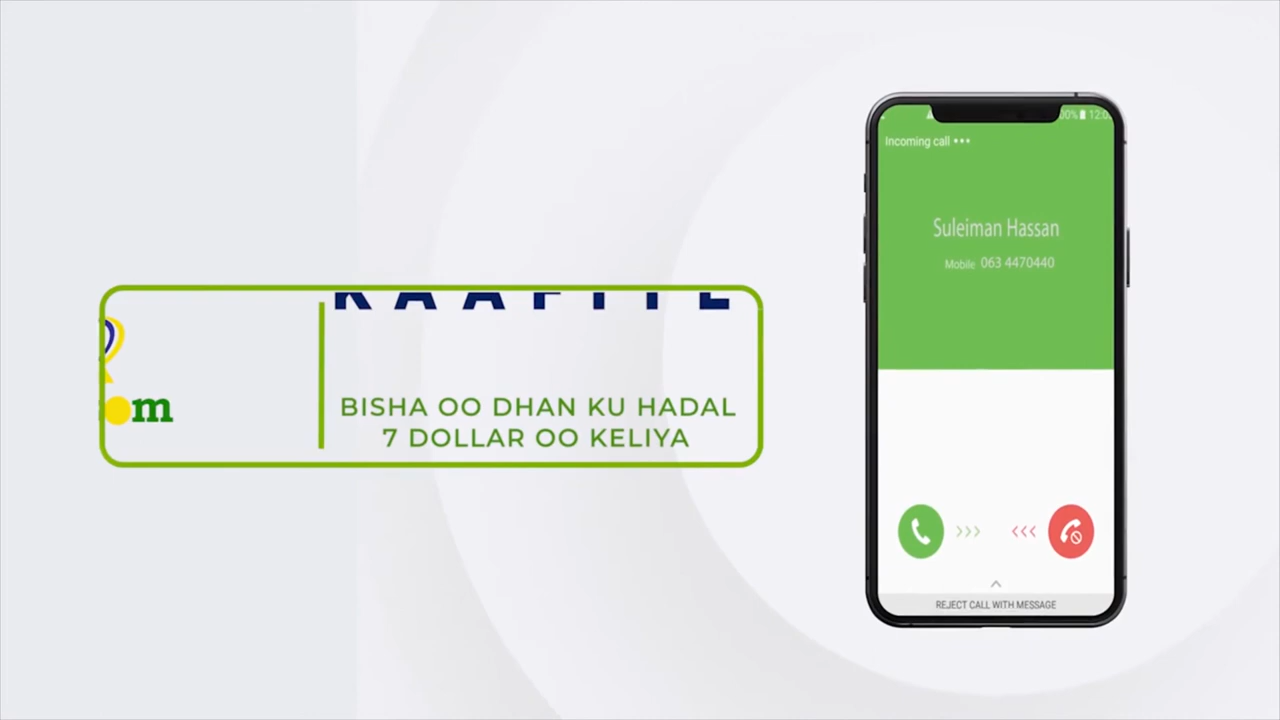 om
BISHA OO DHAN KU HADAL
7 DOLLAR OO KELIYA
Incoming call •••
Suleiman Hassan
Mobile 063 4470440
REJECT CALL WITH MESSAGE